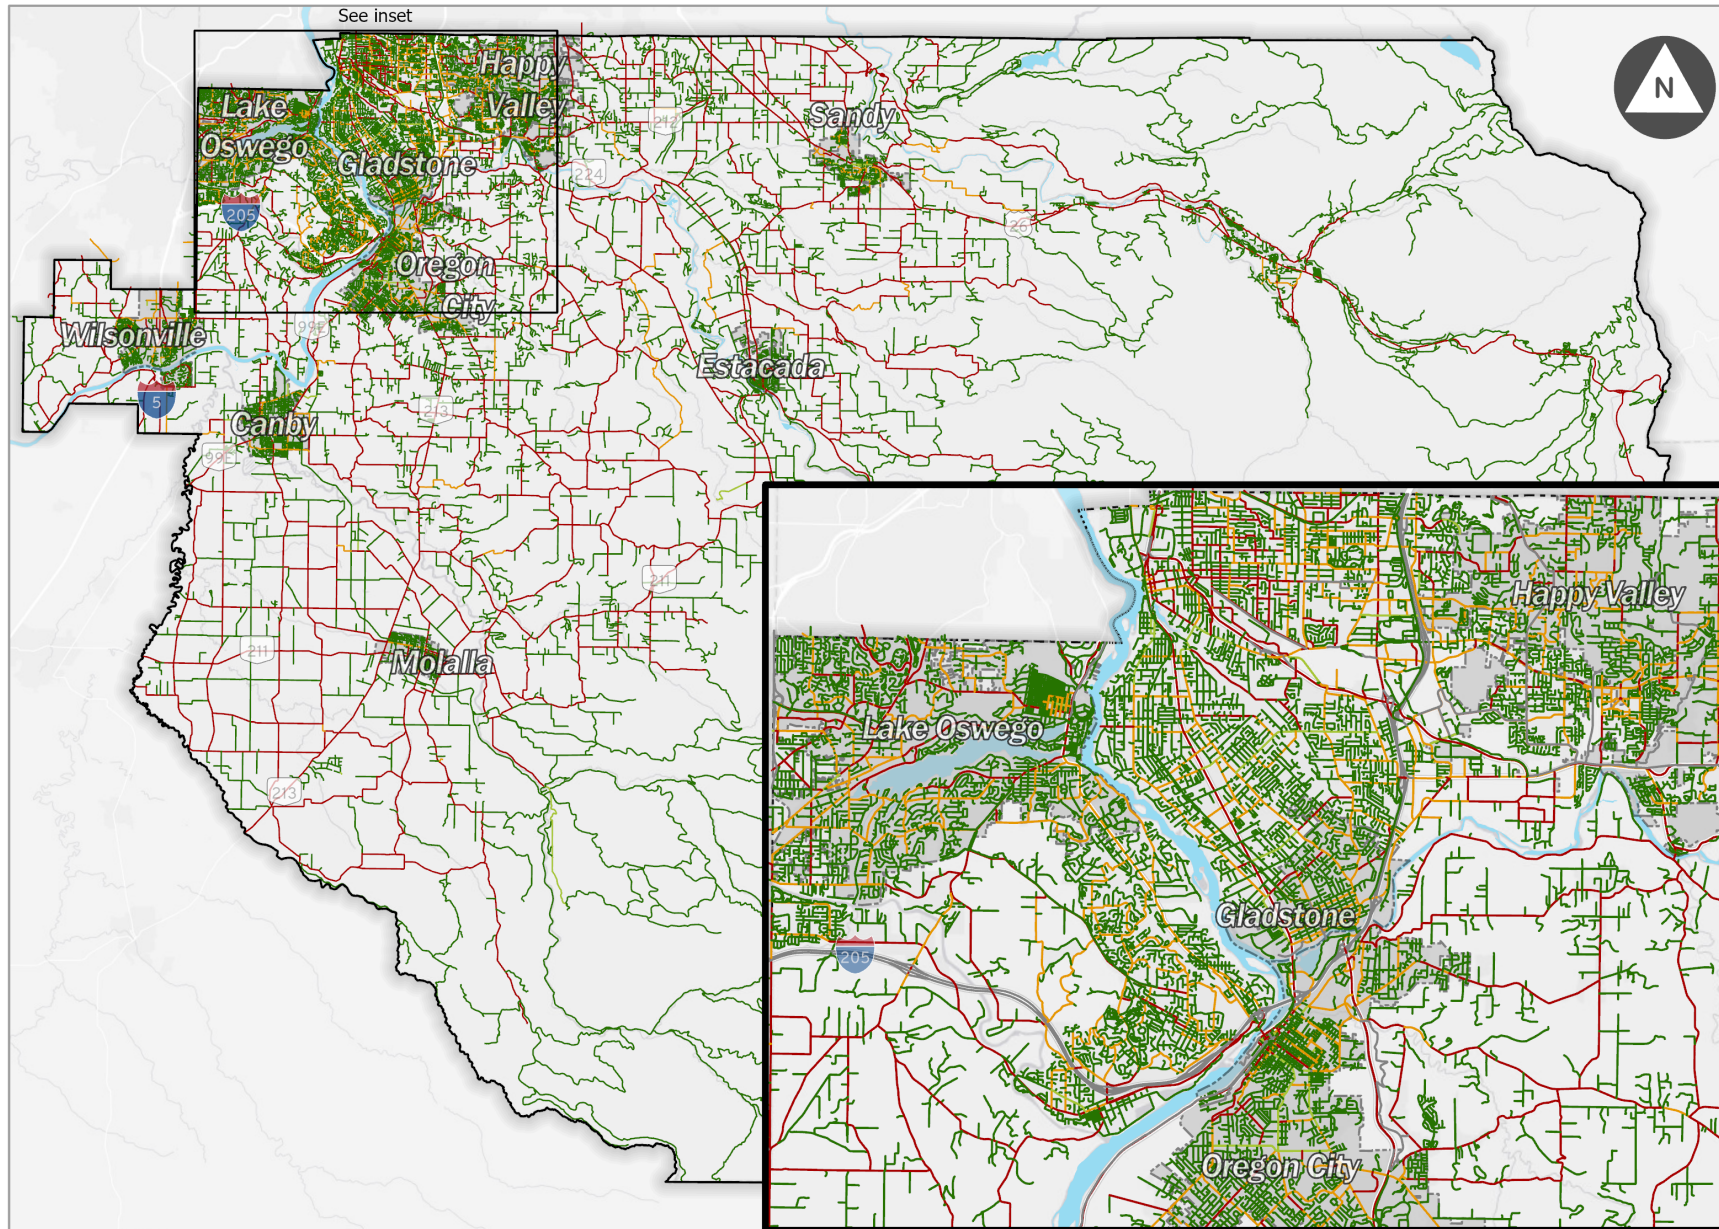 See inset
N
Happy
Valley
Lake
Oswego
Gladstone
Sandy
212
224
205
26
Oregon
City
99E
Wilsonville
Estacada
5
213
Canby
99E
211
211
Molalla
213
Happy Valley
Lake Oswego
Gladstone
205
Oregon City